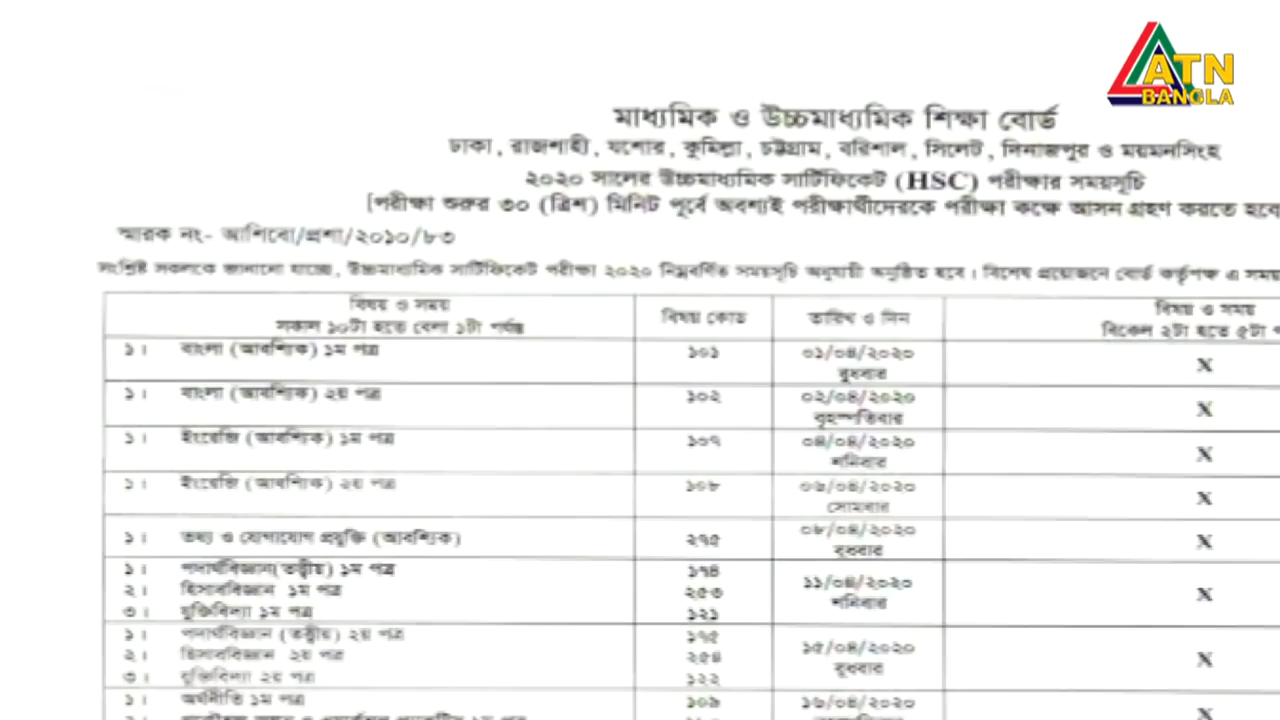 ATN
BANGLA
মাধ্যমিক ও উচ্চমাধ্যমিক শিক্ষা বোর্ড
ঢাকা, রাজশাহী, যশোর, কুমিল্লা, চট্টগ্রাম, বরিশাল, সিলেট, দিনাজপুর ও ময়মনসিংহ
২০২০ সালের উচ্চমাধ্যমিক সার্টিফিকেট (HSC) পরীক্ষার সময়সূচি
[পরীক্ষা শুরুর ৩০ (ত্রিশ) মিনিট পূর্বে অবশ্যই পরীক্ষার্থীদেরকে পরীক্ষা কক্ষে আসন গ্রহণ করতে হবে
স্মারক নং- আশিবো/প্রশা/২০১০/৮৩
সংশ্লিষ্ট সকলকে জানানো যাচ্ছে, উচ্চমাধ্যমিক সার্টিফিকেট পরীক্ষা ২০২০ নিম্নবর্ণিত সময়সূচি অনুযায়ী অনুষ্ঠিত হবে। বিশেষ প্রয়োজনে বোর্ড কর্তৃপক্ষ এ সময়
বিষয় ও সময় বিষয় কোড তারিখ ও দিন বিষয় ও সময়
সকাল ১০টা হতে বেলা ১টা পর্যন্ত বিকেল ২টা হতে ৫টা
১। বাংলা (আবশ্যিক) ১ম পত্র ১০১ ০১/০৪/২০২০ X
বুধবার
১। বাংলা (আবশ্যিক) ২য় পত্র ১০২ ০২/০৪/২০২০ X
বৃহস্পতিবার
১। ইংরেজি (আবশ্যিক) ১ম পত্র ১০৭ ০৪/০৪/২০২০ X
শনিবার
১। ইংরেজি (আবশ্যিক) ২য় পত্র ১০৮ ০৬/০৪/২০২০ X
সোমবার
১। তথ্য ও যোগাযোগ প্রযুক্তি (আবশ্যিক) ২৭৫ ০৮/০৪/২০২০ X
বুধবার
১। পদার্থবিজ্ঞান(তত্ত্বীয়) ১ম পত্র ১৭৪ ১১/০৪/২০২০ X
২। হিসাববিজ্ঞান ১ম পত্র ২৫৩ শনিবার
৩। যুক্তিবিদ্যা ১ম পত্র ১২১
১। পদার্থবিজ্ঞান (তত্ত্বীয়) ২য় পত্র ১৭৫ ১৫/০৪/২০২০ X
২। হিসাববিজ্ঞান ২য় পত্র ২৫৪ বুধবার
৩। যুক্তিবিদ্যা ২য় পত্র ১২২
১। অর্থনীতি ১ম পত্র ১০৯ ১৬/০৪/২০২০ X